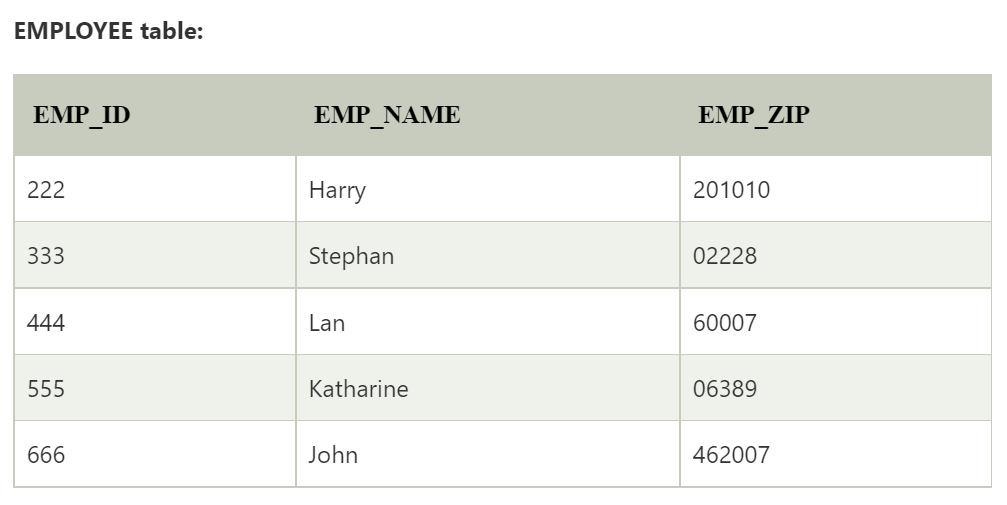 EMPLOYEE table:
EMP_ID EMP_NAME EMP_ZIP
222 Harry 201010
333 Stephan 02228
444 Lan 60007
555 Katharine 06389
666 John 462007